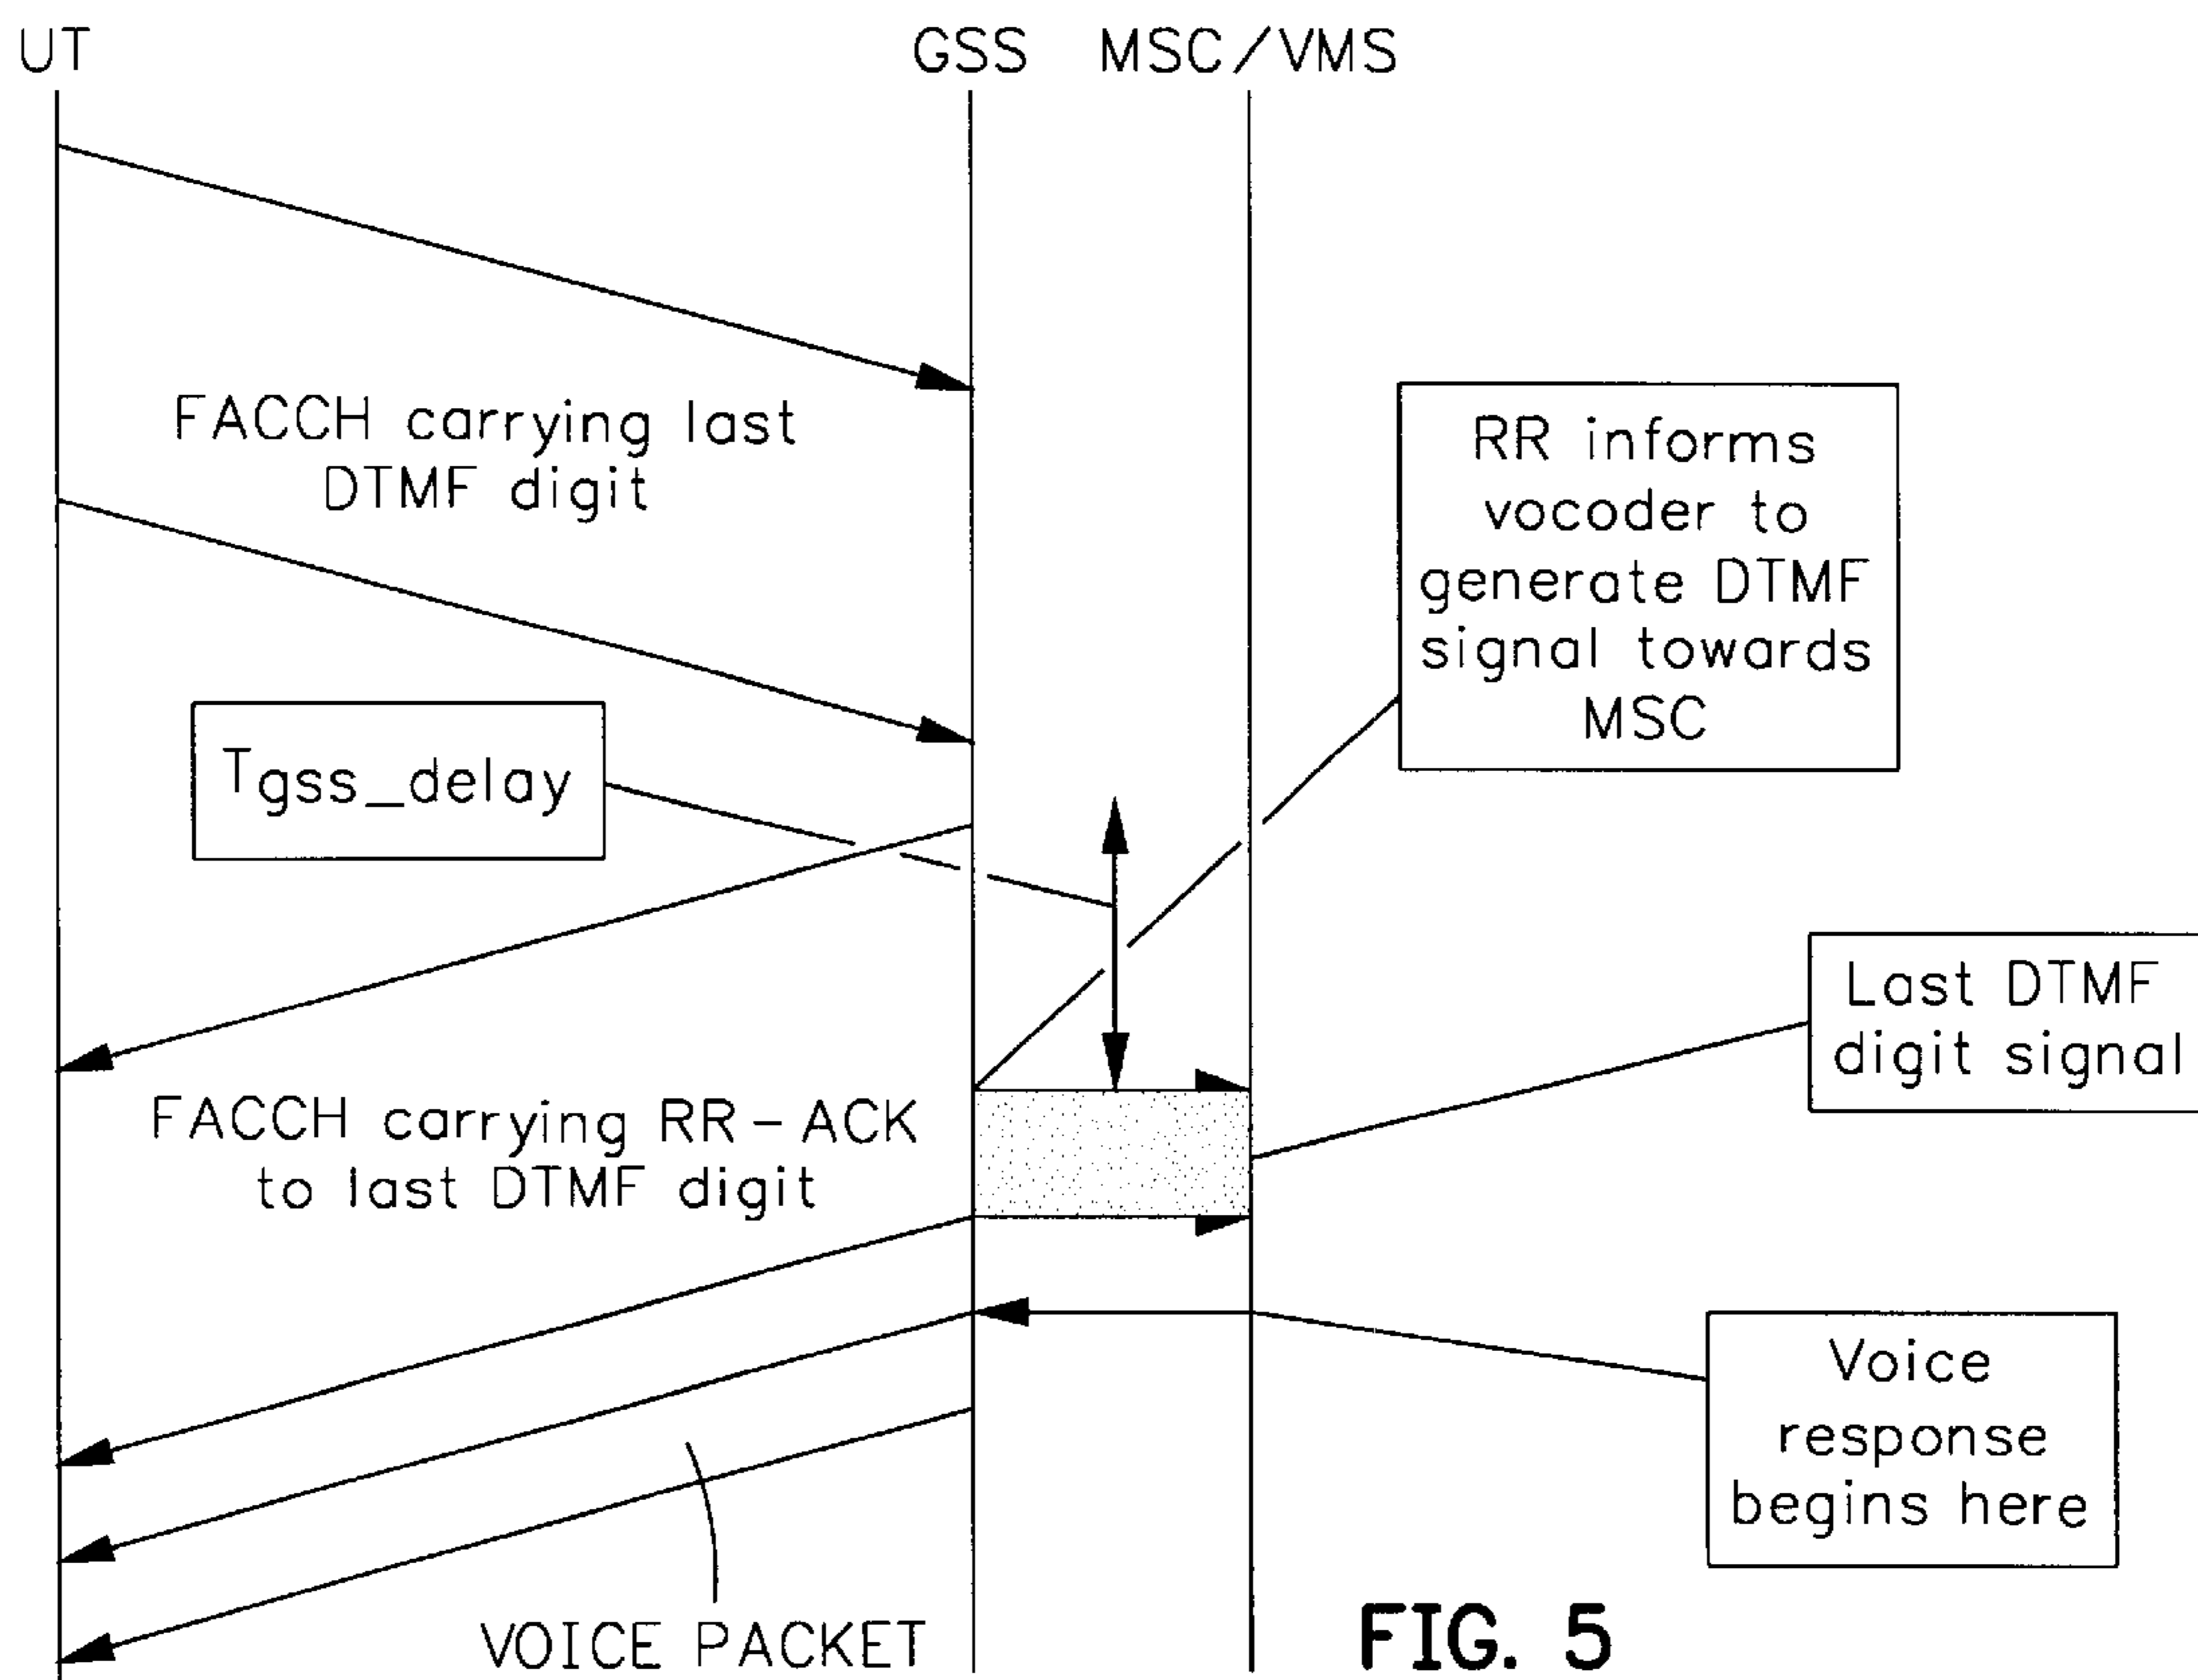 UT
GSS
MSC/VMS
FACCH carrying last
DTMF digit
RR informs
vocoder to
generate DTMF
signal towards
MSC
Tgss_delay
Last DTMF
digit signal
FACCH carrying RR-ACK
to last DTMF digit
Voice
response
begins here
VOICE PACKET
FIG. 5